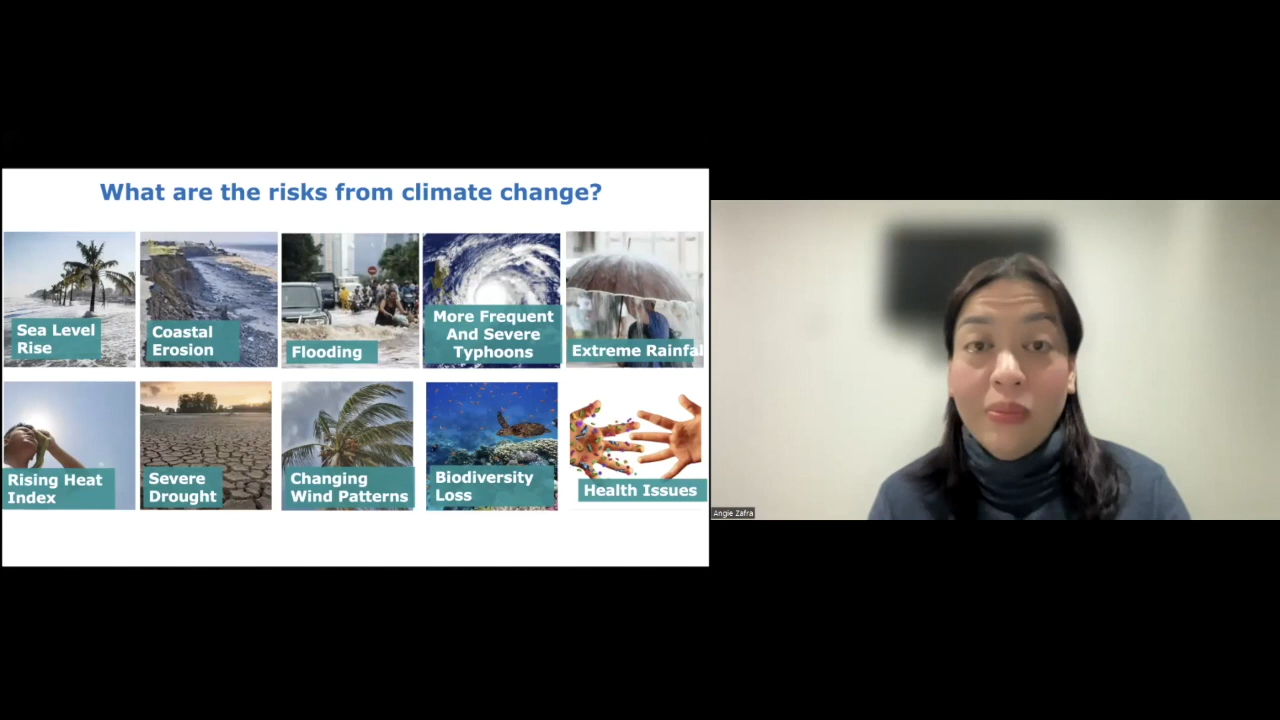 What are the risks from climate change?
Sea Level
Rise
Coastal
Erosion
Flooding
More Frequent
And Severe
Typhoons
Extreme Rainfal
Rising Heat
Index
Severe
Drought
Changing
Wind Patterns
Biodiversity
Loss
Health Issues
Angie Zafra